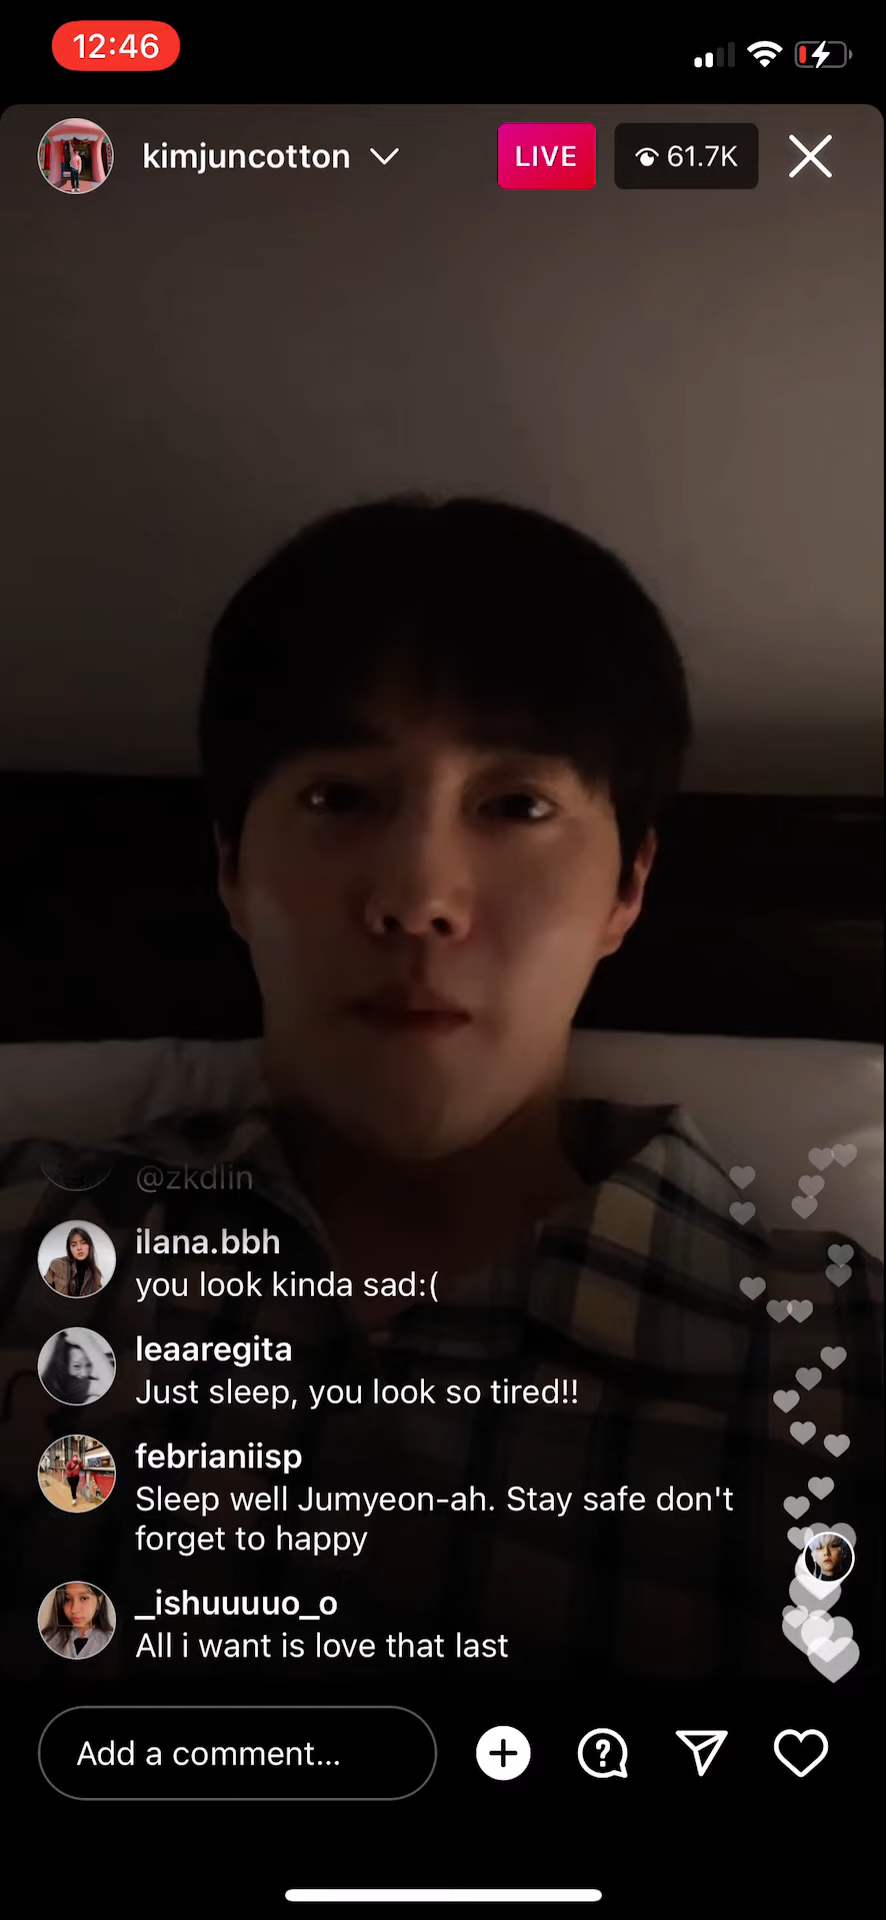 12:46
kimjuncotton
LIVE
61.7K
@zkdlin
ilana.bbh
you look kinda sad:(
leaaregita
Just sleep, you look so tired!!
febrianiisp
Sleep well Jumyeon-ah. Stay safe don't
forget to happy
_ishuuuuo_o
All i want is love that last
Add a comment...